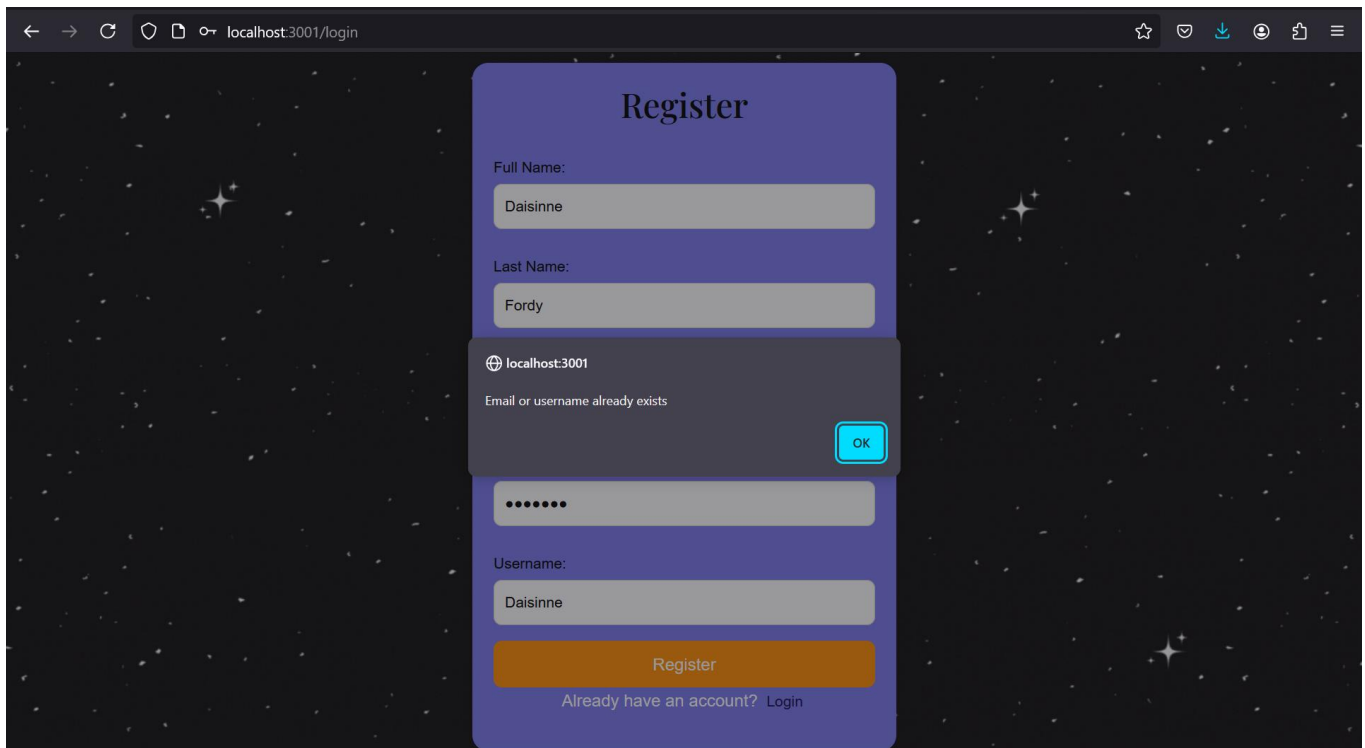 localhost:3001/login
Register
Full Name:
Daisinne
Last Name:
Fordy
localhost:3001
Email or username already exists
OK
•••••••
Username:
Daisinne
Register
Already have an account? Login